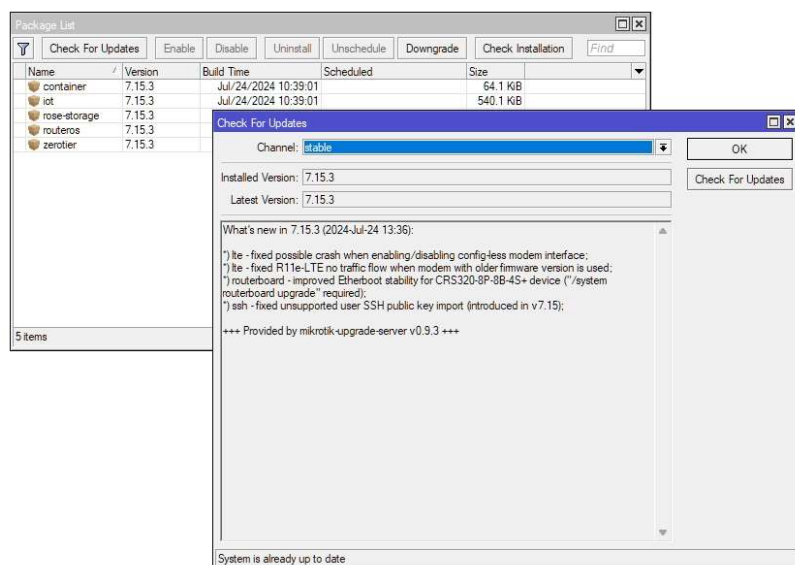 Package List
Check For Updates Enable Disable Uninstall Unschedule Downgrade Check Installation Find
Name / Version Build Time Scheduled Size
container 7.15.3 Jul/24/2024 10:39:01 64.1 KiB
iot 7.15.3 Jul/24/2024 10:39:01 540.1 KiB
rose-storage 7.15.3
routeros 7.15.3
zerotier 7.15.3
5 items
Check For Updates
Channel: stable
OK
Installed Version: 7.15.3
Check For Updates
Latest Version: 7.15.3
What's new in 7.15.3 (2024-Jul-24 13:36):
*) lte - fixed possible crash when enabling/disabling config-less modem interface;
*) lte - fixed R11e-LTE no traffic flow when modem with older firmware version is used;
*) routerboard - improved Etherboot stability for CRS320-8P-8B-4S+ device ("/system
routerboard upgrade" required);
*) ssh - fixed unsupported user SSH public key import (introduced in v7.15);
+++ Provided by mikrotik-upgrade-server v0.9.3 +++
System is already up to date